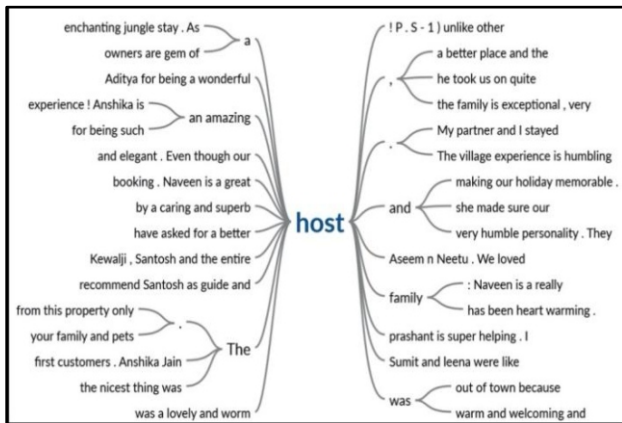 enchanting jungle stay . As
owners are gem of
a
Aditya for being a wonderful
experience ! Anshika is
for being such
an amazing
and elegant . Even though our
booking . Naveen is a great
by a caring and superb
have asked for a better
Kewalji , Santosh and the entire
recommend Santosh as guide and
from this property only
your family and pets
.
first customers . Anshika Jain
the nicest thing was
The
was a lovely and worm
host
! P . S - 1 ) unlike other
,
a better place and the
he took us on quite
the family is exceptional , very
.
My partner and I stayed
The village experience is humbling
and
making our holiday memorable .
she made sure our
very humble personality . They
Aseem n Neetu . We loved
family
: Naveen is a really
has been heart warming .
prashant is super helping . I
Sumit and leena were like
was
out of town because
warm and welcoming and